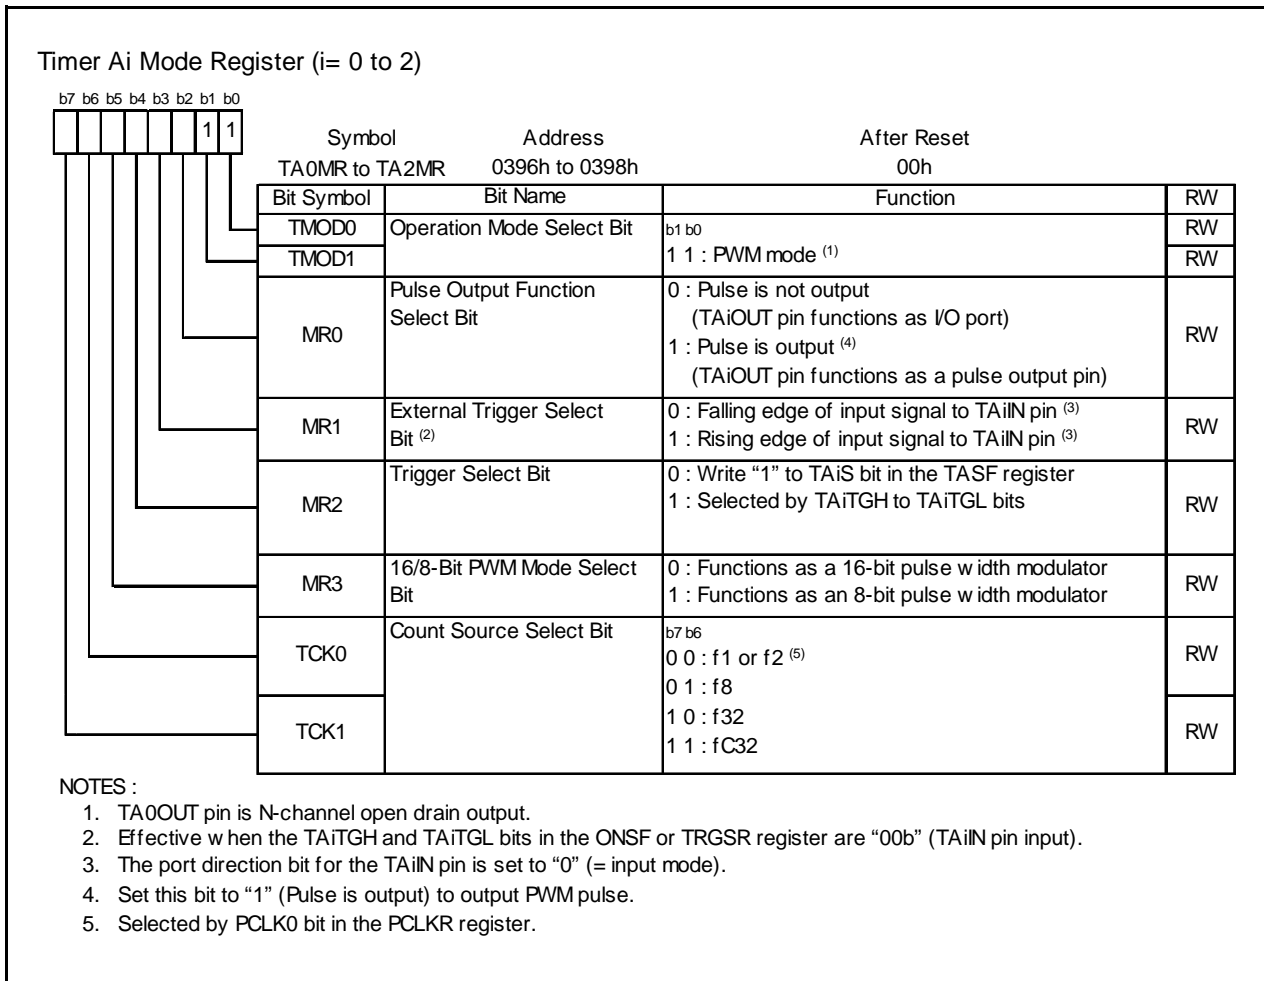 Timer Ai Mode Register (i= 0 to 2)
b7 b6 b5 b4 b3 b2 b1 b0
1 1
Symbol Address After Reset
TA0MR to TA2MR 0396h to 0398h 00h
Bit Symbol Bit Name Function RW
TMOD0 Operation Mode Select Bit b1 b0 RW
TMOD1 1 1 : PWM mode (1) RW
MR0 Pulse Output Function Select Bit 0 : Pulse is not output
(TAiOUT pin functions as I/O port)
1 : Pulse is output (4)
(TAiOUT pin functions as a pulse output pin) RW
MR1 External Trigger Select Bit (2) 0 : Falling edge of input signal to TAiIN pin (3)
1 : Rising edge of input signal to TAiIN pin (3) RW
MR2 Trigger Select Bit 0 : Write “1” to TAiS bit in the TASF register
1 : Selected by TAiTGH to TAiTGL bits RW
MR3 16/8-Bit PWM Mode Select Bit 0 : Functions as a 16-bit pulse width modulator
1 : Functions as an 8-bit pulse width modulator RW
TCK0 Count Source Select Bit b7 b6
0 0 : f1 or f2 (5) RW
0 1 : f8
TCK1 1 0 : f32 RW
1 1 : fC32
NOTES :
1. TA0OUT pin is N-channel open drain output.
2. Effective when the TAiTGH and TAiTGL bits in the ONSF or TRGSR register are “00b” (TAiIN pin input).
3. The port direction bit for the TAiIN pin is set to “0” (= input mode).
4. Set this bit to “1” (Pulse is output) to output PWM pulse.
5. Selected by PCLK0 bit in the PCLKR register.